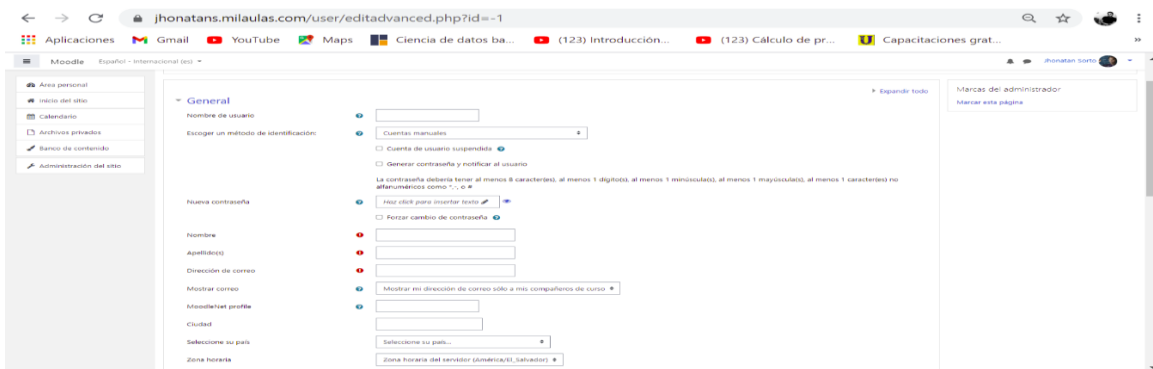 jhonatans.milaulas.com/user/editadvanced.php?id=-1
Aplicaciones Gmail YouTube Maps Ciencia de datos ba... (123) Introducción... (123) Cálculo de pr... Capacitaciones grat... »
Moodle Español - Internacional (es) Jhonatan Sorto
Área personal
Inicio del sitio
Calendario
Archivos privados
Banco de contenido
Administración del sitio
Expandir todo
General
Nombre de usuario
Escoger un método de identificación: Cuentas manuales
Cuenta de usuario suspendida
Generar contraseña y notificar al usuario
La contraseña debería tener al menos 8 caracter(es), al menos 1 dígito(s), al menos 1 minúscula(s), al menos 1 mayúscula(s), al menos 1 caracter(es) no
alfanuméricos como *,-, o #
Nueva contraseña Haz click para insertar texto
Forzar cambio de contraseña
Nombre
Apellido(s)
Dirección de correo
Mostrar correo Mostrar mi dirección de correo sólo a mis compañeros de curso
MoodleNet profile
Ciudad
Seleccione su país Seleccione su país...
Zona horaria Zona horaria del servidor (América/El_Salvador)
Marcas del administrador
Marcar esta página